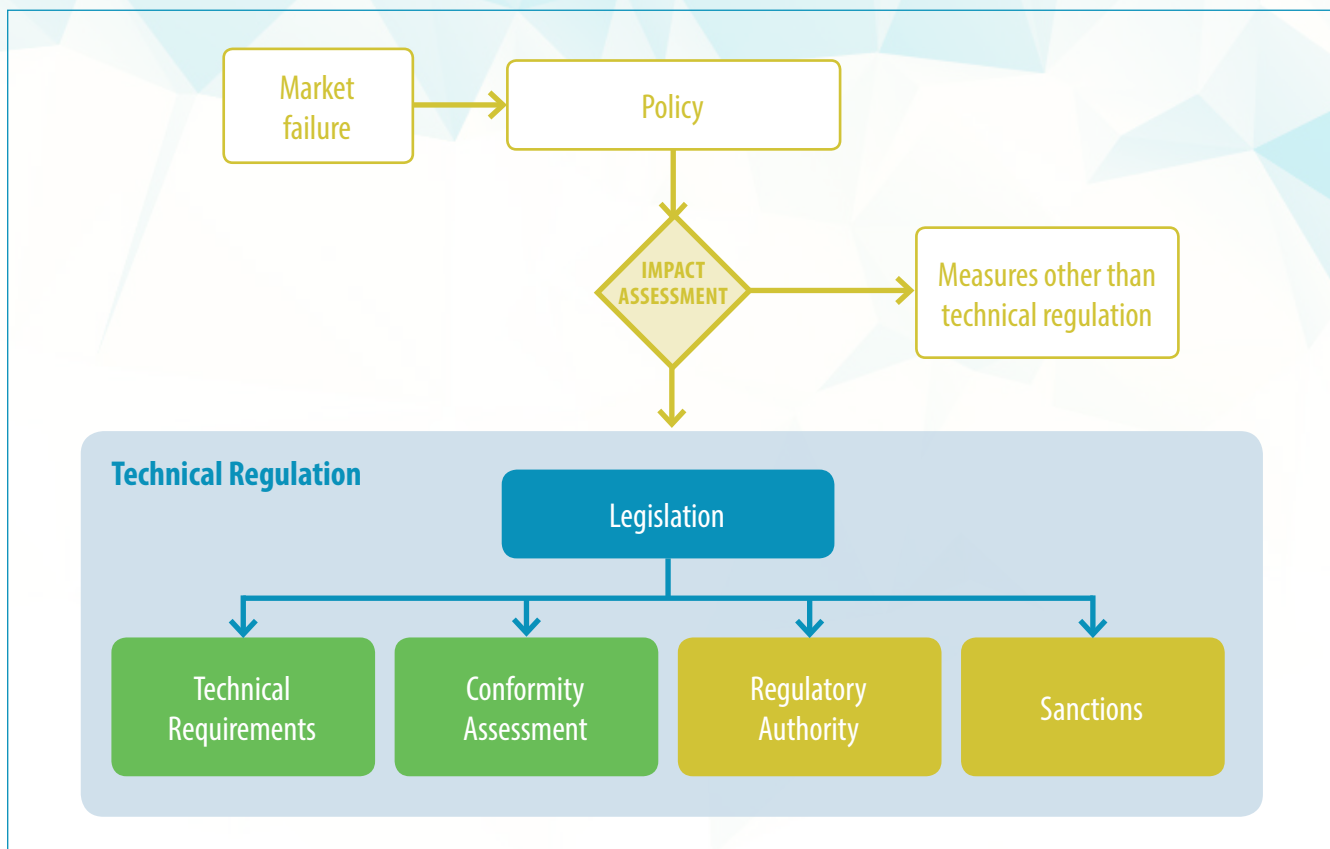 Market
failure
Policy
IMPACT
ASSESSMENT
Measures other than
technical regulation
Technical Regulation
Legislation
Technical
Requirements
Conformity
Assessment
Regulatory
Authority
Sanctions